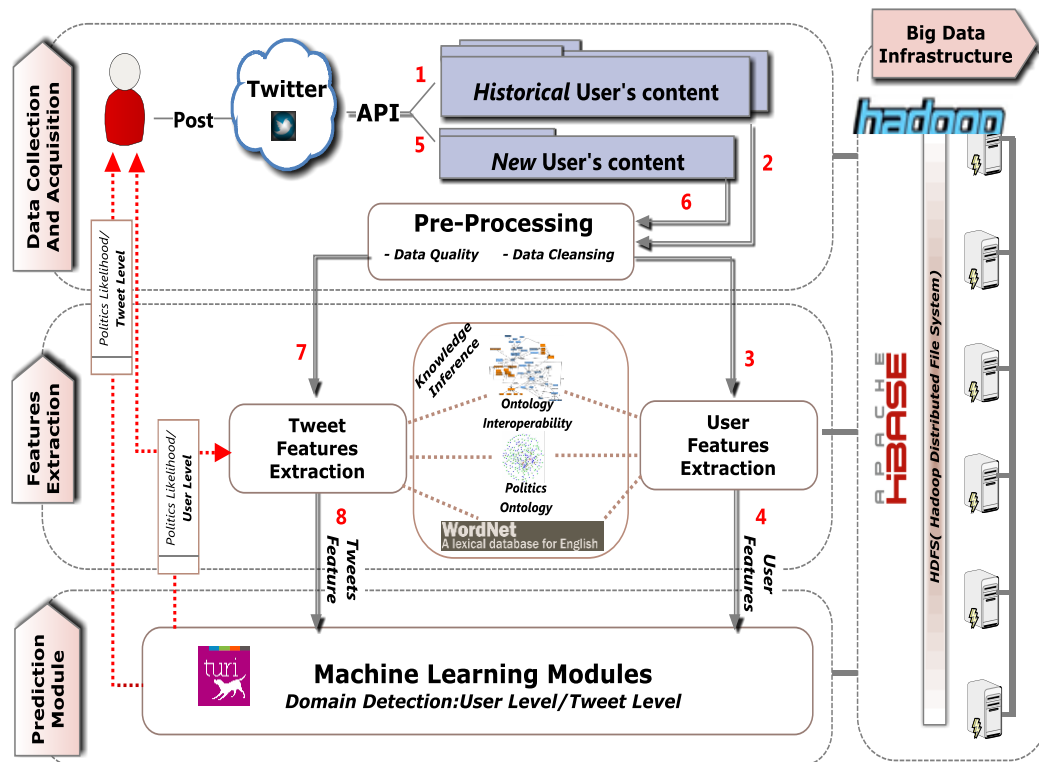 Data Collection
And Acquisition
Post
Twitter
API
1
Historical User's content
5
New User's content
2
6
Big Data
Infrastructure
hadoop
Pre-Processing
- Data Quality - Data Cleansing
Politics Likelihood/
Tweet Level
Features
Extraction
7
Knowledge
Inference
3
Ontology
Interoperability
Tweet
Features
Extraction
User
Features
Extraction
Politics
Ontology
WordNet
A lexical database for English
Politics Likelihood/
User Level
8
Tweets
Feature
4
User
Features
APACHE
HBASE
HDFS( Hadoop Distributed File System)
Prediction
Module
turi
Machine Learning Modules
Domain Detection:User Level/Tweet Level